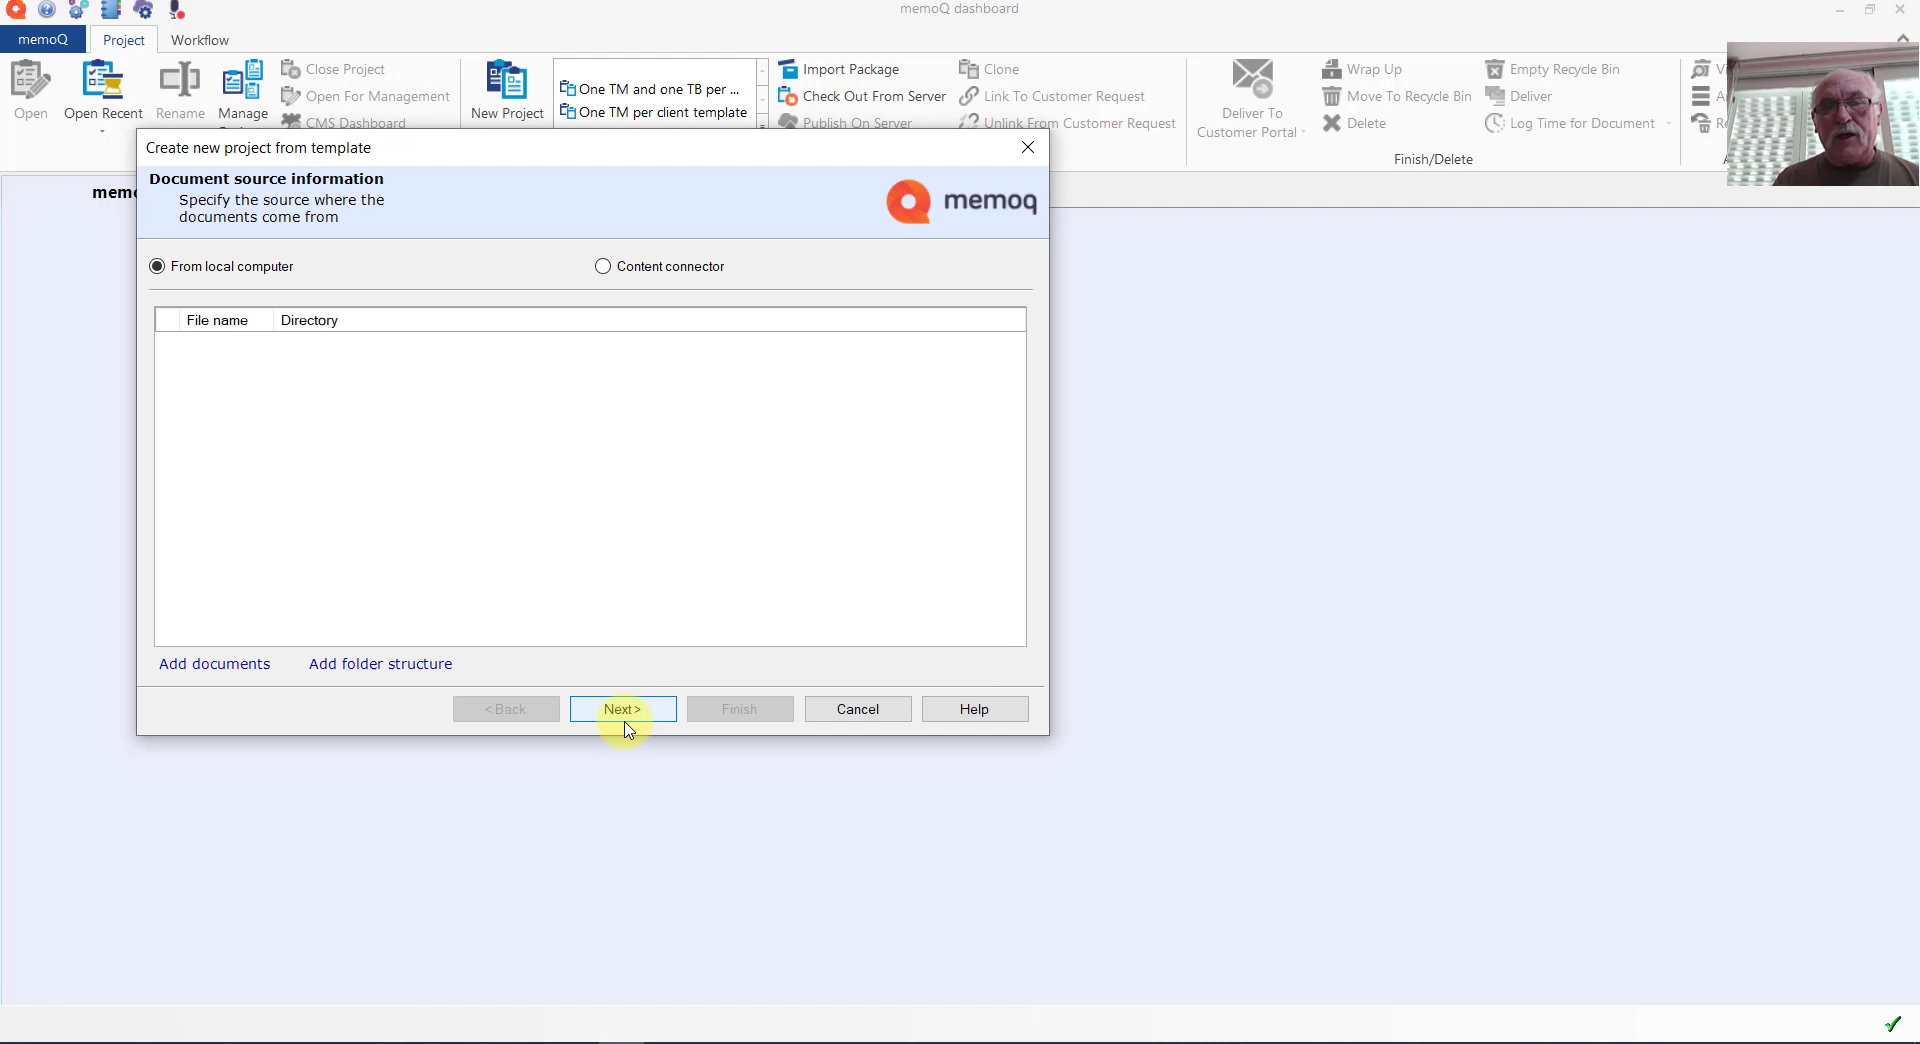 memoQ dashboard
memoQ
Project
Workflow
Open
Open Recent
Rename
Manage
Close Project
Open For Management
CMS Dashboard
New Project
One TM and one TB per ...
One TM per client template
Import Package
Check Out From Server
Publish On Server
Clone
Link To Customer Request
Unlink From Customer Request
Deliver To
Customer Portal
Wrap Up
Move To Recycle Bin
Delete
Empty Recycle Bin
Deliver
Log Time for Document
Finish/Delete
Create new project from template
Document source information
Specify the source where the
documents come from
memoq
From local computer
Content connector
File name
Directory
Add documents
Add folder structure
< Back
Next >
Finish
Cancel
Help